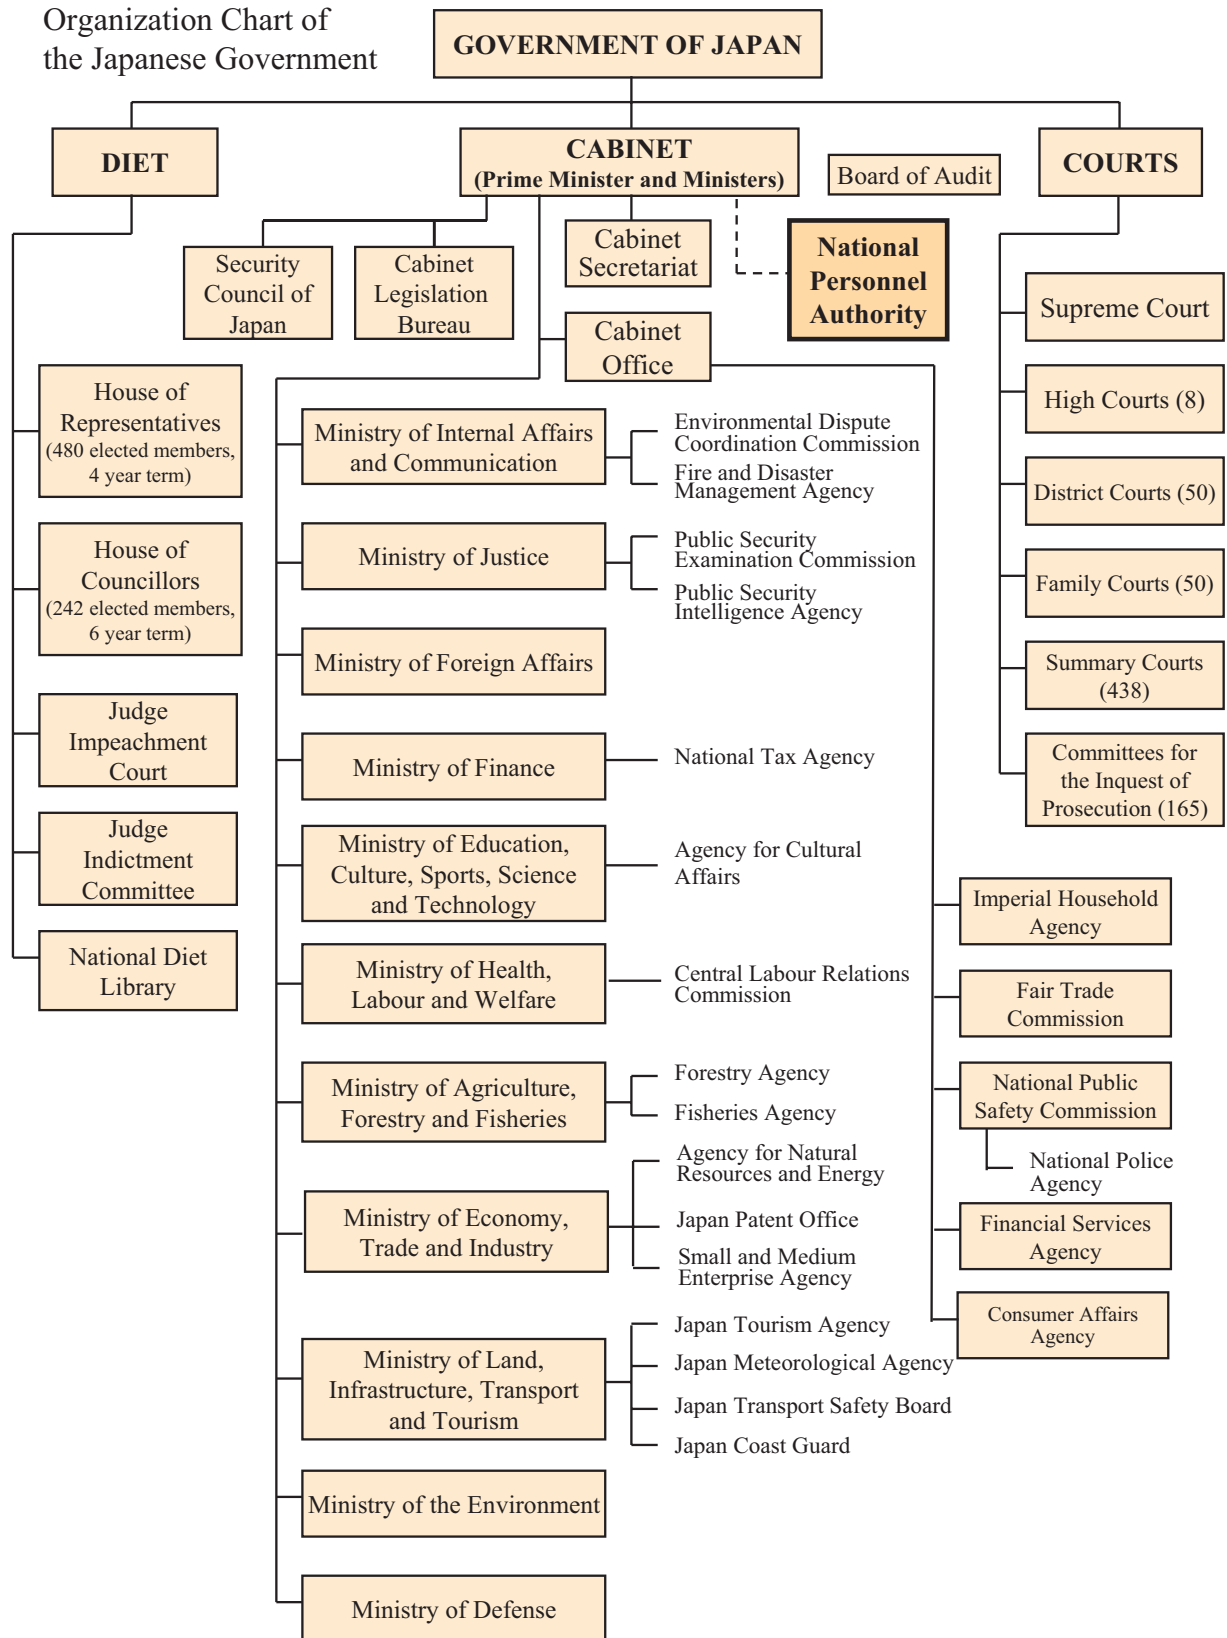 Organization Chart of
the Japanese Government
GOVERNMENT OF JAPAN
DIET
CABINET
(Prime Minister and Ministers)
Board of Audit
COURTS
Security
Council of
Japan
Cabinet
Legislation
Bureau
Cabinet
Secretariat
National
Personnel
Authority
Cabinet
Office
House of
Representatives
(480 elected members,
4 year term)
House of
Councillors
(242 elected members,
6 year term)
Judge
Impeachment
Court
Judge
Indictment
Committee
National Diet
Library
Ministry of Internal Affairs
and Communication
Environmental Dispute
Coordination Commission
Fire and Disaster
Management Agency
Ministry of Justice
Public Security
Examination Commission
Public Security
Intelligence Agency
Ministry of Foreign Affairs
Ministry of Finance
National Tax Agency
Ministry of Education,
Culture, Sports, Science
and Technology
Agency for Cultural
Affairs
Ministry of Health,
Labour and Welfare
Central Labour Relations
Commission
Ministry of Agriculture,
Forestry and Fisheries
Forestry Agency
Fisheries Agency
Ministry of Economy,
Trade and Industry
Agency for Natural
Resources and Energy
Japan Patent Office
Small and Medium
Enterprise Agency
Ministry of Land,
Infrastructure, Transport
and Tourism
Japan Tourism Agency
Japan Meteorological Agency
Japan Transport Safety Board
Japan Coast Guard
Ministry of the Environment
Ministry of Defense
Supreme Court
High Courts (8)
District Courts (50)
Family Courts (50)
Summary Courts
(438)
Committees for
the Inquest of
Prosecution (165)
Imperial Household
Agency
Fair Trade
Commission
National Public
Safety Commission
National Police
Agency
Financial Services
Agency
Consumer Affairs
Agency